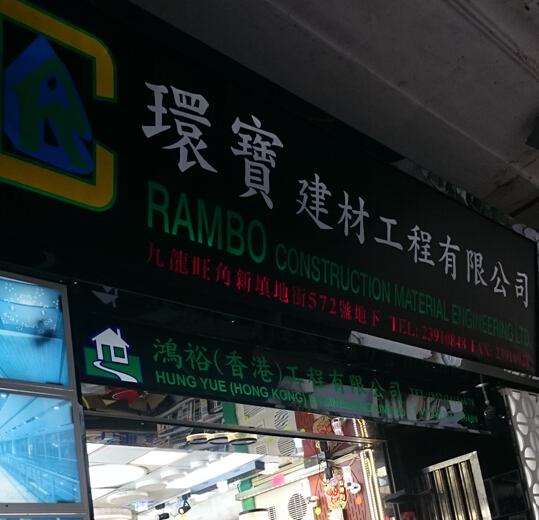 環寶建材工程有限公司
RAMBO CONSTRUCTION MATERIAL ENGINEERING LTD.
九龍旺角新填地街572號地下 TEL: 23910848 FAX:
鴻裕(香港)工程有限公司
HUNG YUE (HONG KONG)